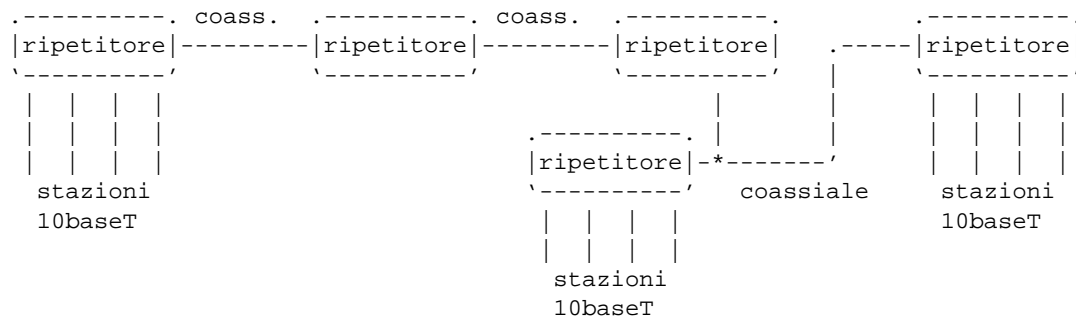 coass. coass.
ripetitore ripetitore ripetitore ripetitore
ripetitore
stazioni coassiale stazioni
10baseT 10baseT
stazioni
10baseT